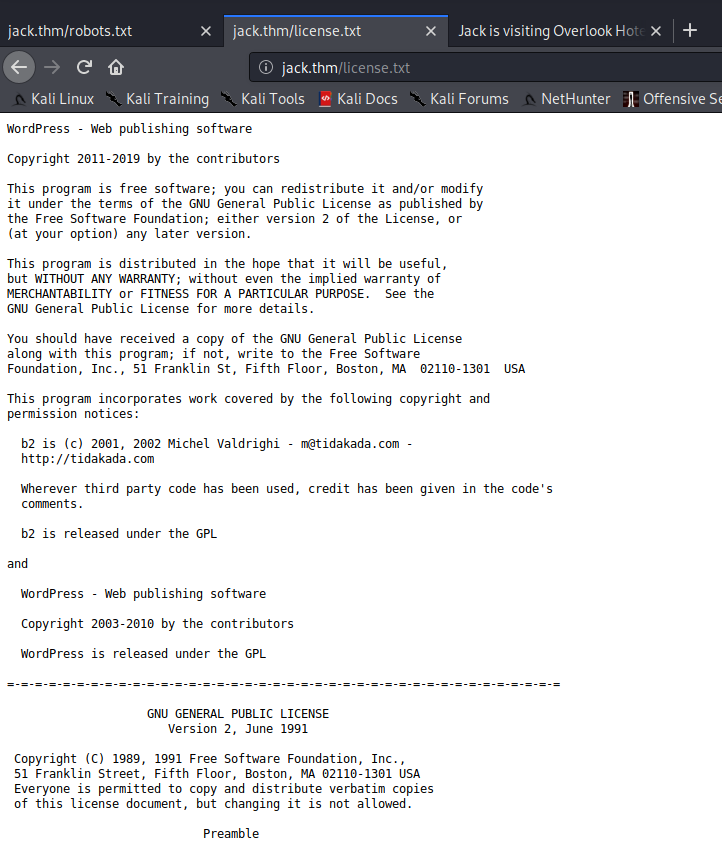 jack.thm/robots.txt
jack.thm/license.txt
Jack is visiting Overlook Hote
jack.thm/license.txt
Kali Linux
Kali Training
Kali Tools
Kali Docs
Kali Forums
NetHunter
Offensive Se
WordPress - Web publishing software
Copyright 2011-2019 by the contributors
This program is free software; you can redistribute it and/or modify
it under the terms of the GNU General Public License as published by
the Free Software Foundation; either version 2 of the License, or
(at your option) any later version.
This program is distributed in the hope that it will be useful,
but WITHOUT ANY WARRANTY; without even the implied warranty of
MERCHANTABILITY or FITNESS FOR A PARTICULAR PURPOSE.  See the
GNU General Public License for more details.
You should have received a copy of the GNU General Public License
along with this program; if not, write to the Free Software
Foundation, Inc., 51 Franklin St, Fifth Floor, Boston, MA  02110-1301  USA
This program incorporates work covered by the following copyright and
permission notices:
b2 is (c) 2001, 2002 Michel Valdrighi - m@tidakada.com -
http://tidakada.com
Wherever third party code has been used, credit has been given in the code's
comments.
b2 is released under the GPL
and
WordPress - Web publishing software
Copyright 2003-2010 by the contributors
WordPress is released under the GPL
=-=-=-=-=-=-=-=-=-=-=-=-=-=-=-=-=-=-=-=-=-=-=-=-=-=-=-=-=-=-=-=-=-=-=-=-=-=-=-=
GNU GENERAL PUBLIC LICENSE
Version 2, June 1991
Copyright (C) 1989, 1991 Free Software Foundation, Inc.,
51 Franklin Street, Fifth Floor, Boston, MA 02110-1301 USA
Everyone is permitted to copy and distribute verbatim copies
of this license document, but changing it is not allowed.
Preamble